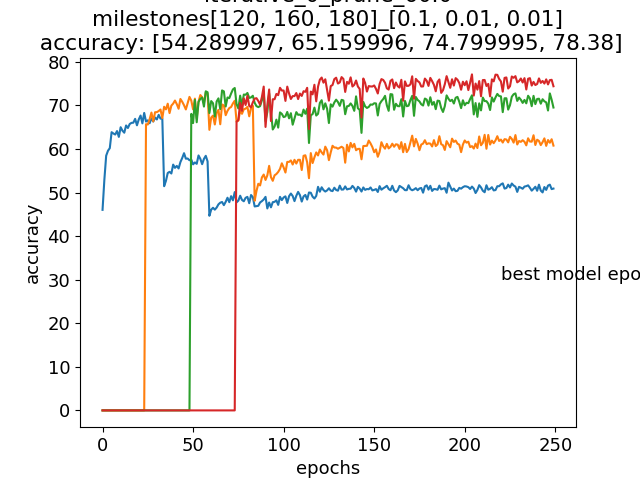 milestones[120, 160, 180]_[0.1, 0.01, 0.01]
accuracy: [54.289997, 65.159996, 74.799995, 78.38]
80
70
60
50
40
30
20
10
0
accuracy
best model epo
0 50 100 150 200 250
epochs